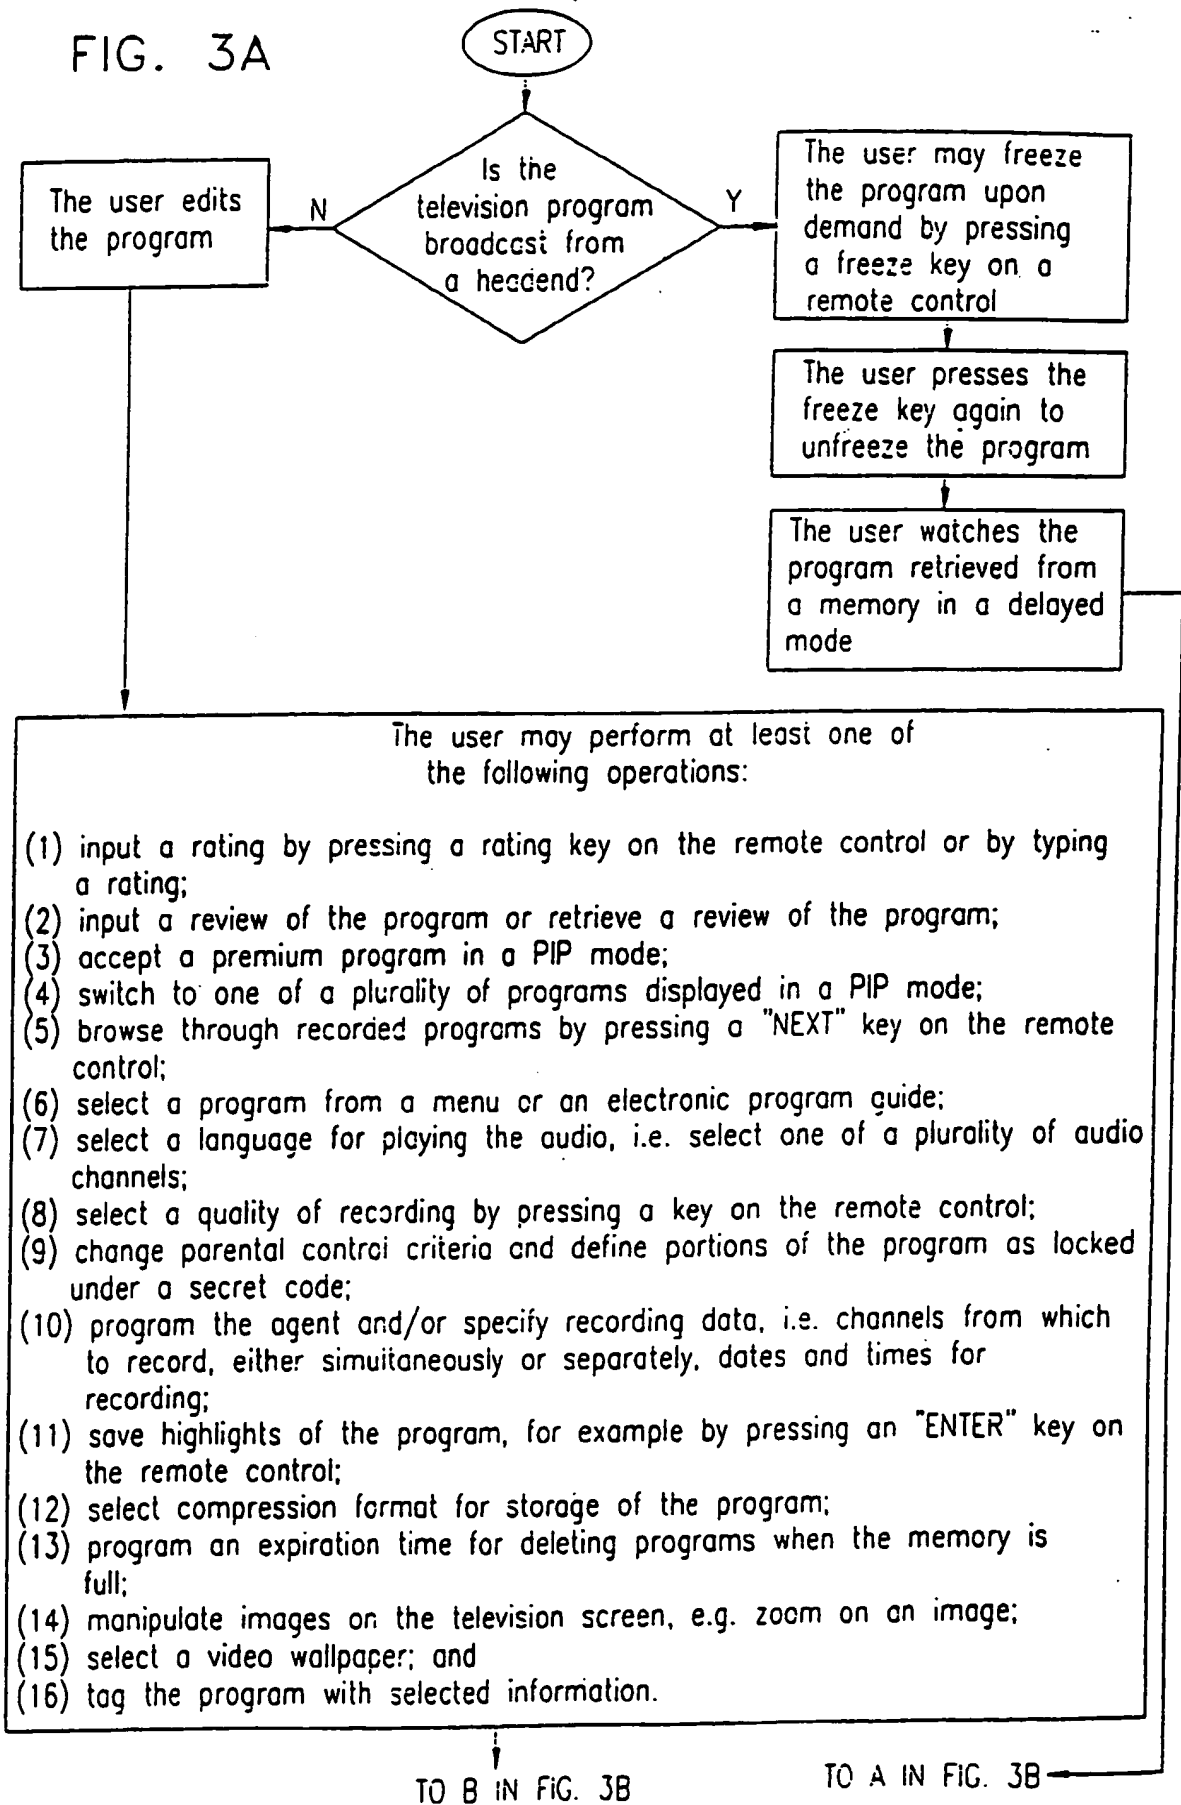 FIG. 3A
START
Is the
television program
broadcast from
a headend?
N
Y
The user edits
the program
The user may freeze
the program upon
demand by pressing
a freeze key on a
remote control
The user presses the
freeze key again to
unfreeze the program
The user watches the
program retrieved from
a memory in a delayed
mode
The user may perform at least one of
the following operations:
(1) input a rating by pressing a rating key on the remote control or by typing
a rating;
(2) input a review of the program or retrieve a review of the program;
(3) accept a premium program in a PIP mode;
(4) switch to one of a plurality of programs displayed in a PIP mode;
(5) browse through recorded programs by pressing a "NEXT" key on the remote
control;
(6) select a program from a menu or an electronic program guide;
(7) select a language for playing the audio, i.e. select one of a plurality of audio
channels;
(8) select a quality of recording by pressing a key on the remote control;
(9) change parental control criteria and define portions of the program as locked
under a secret code;
(10) program the agent and/or specify recording data, i.e. channels from which
to record, either simultaneously or separately, dates and times for
recording;
(11) save highlights of the program, for example by pressing an "ENTER" key on
the remote control;
(12) select compression format for storage of the program;
(13) program an expiration time for deleting programs when the memory is
full;
(14) manipulate images on the television screen, e.g. zoom on an image;
(15) select a video wallpaper; and
(16) tag the program with selected information.
TO B IN FIG. 3B
TO A IN FIG. 3B